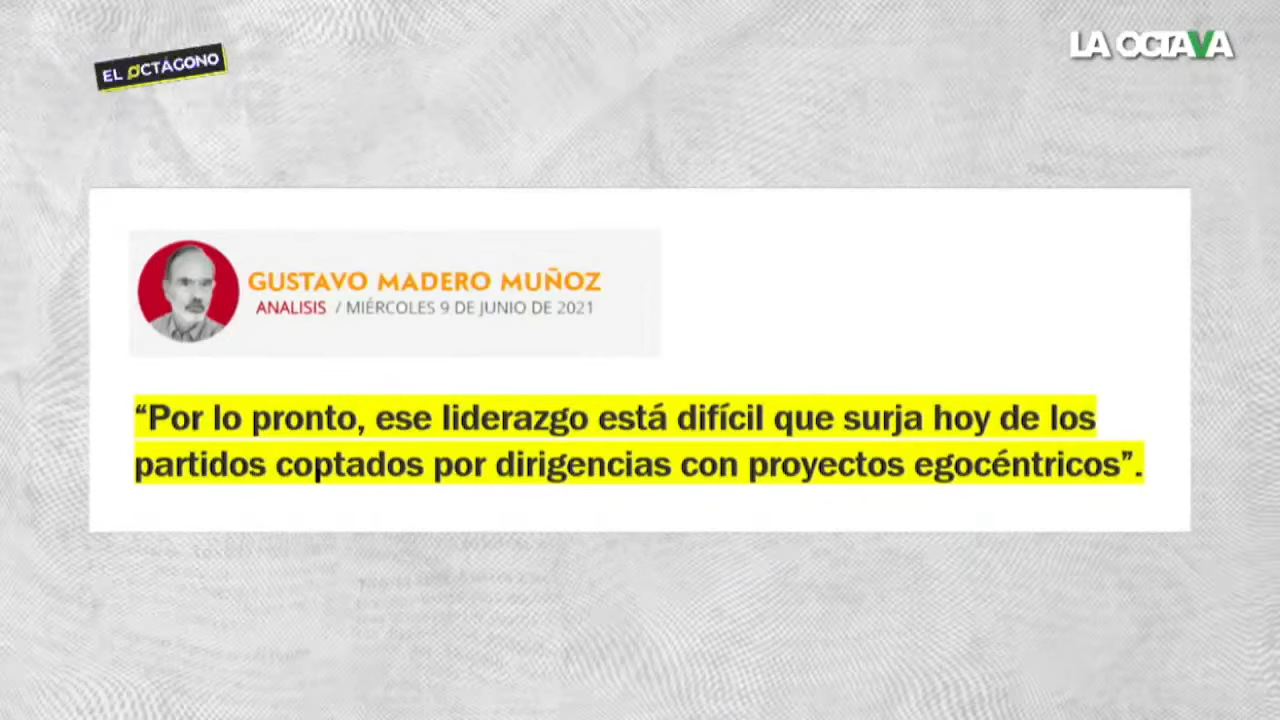 EL OCTÁGONO
LA OCTAVA
GUSTAVO MADERO MUÑOZ
ANALISIS / MIÉRCOLES 9 DE JUNIO DE 2021
“Por lo pronto, ese liderazgo está difícil que surja hoy de los
partidos coptados por dirigencias con proyectos egocéntricos”.